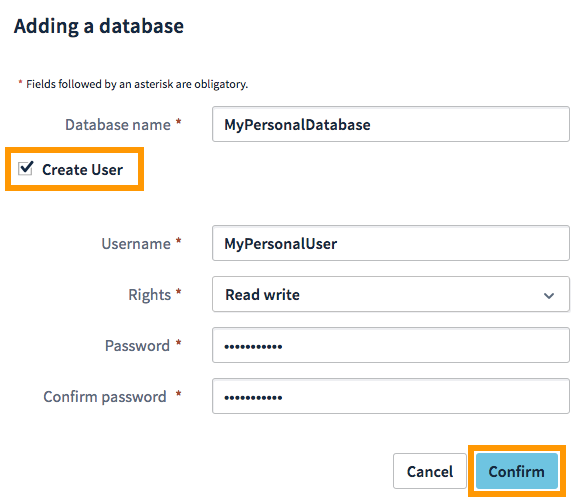 Adding a database
* Fields followed by an asterisk are obligatory.
Database name * MyPersonalDatabase
Create User
Username * MyPersonalUser
Rights * Read write
Password * •••••••••••
Confirm password * •••••••••••
Cancel Confirm